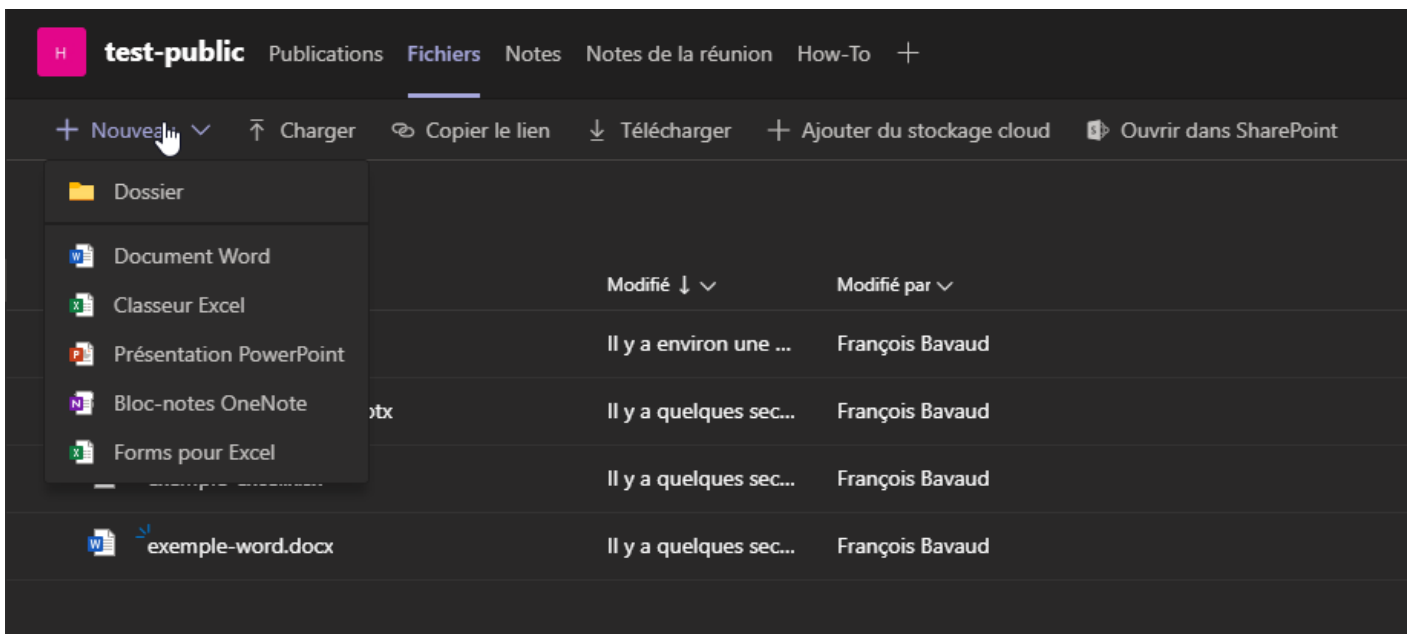 H test-public Publications Fichiers Notes Notes de la réunion How-To
Nouveau Charger Copier le lien Télécharger Ajouter du stockage cloud Ouvrir dans SharePoint
Dossier
Document Word
Modifié Modifié par
Classeur Excel
Il y a environ une ... François Bavaud
Présentation PowerPoint
Bloc-notes OneNote
otx Il y a quelques sec... François Bavaud
Forms pour Excel
Il y a quelques sec... François Bavaud
exemple-word.docx Il y a quelques sec... François Bavaud